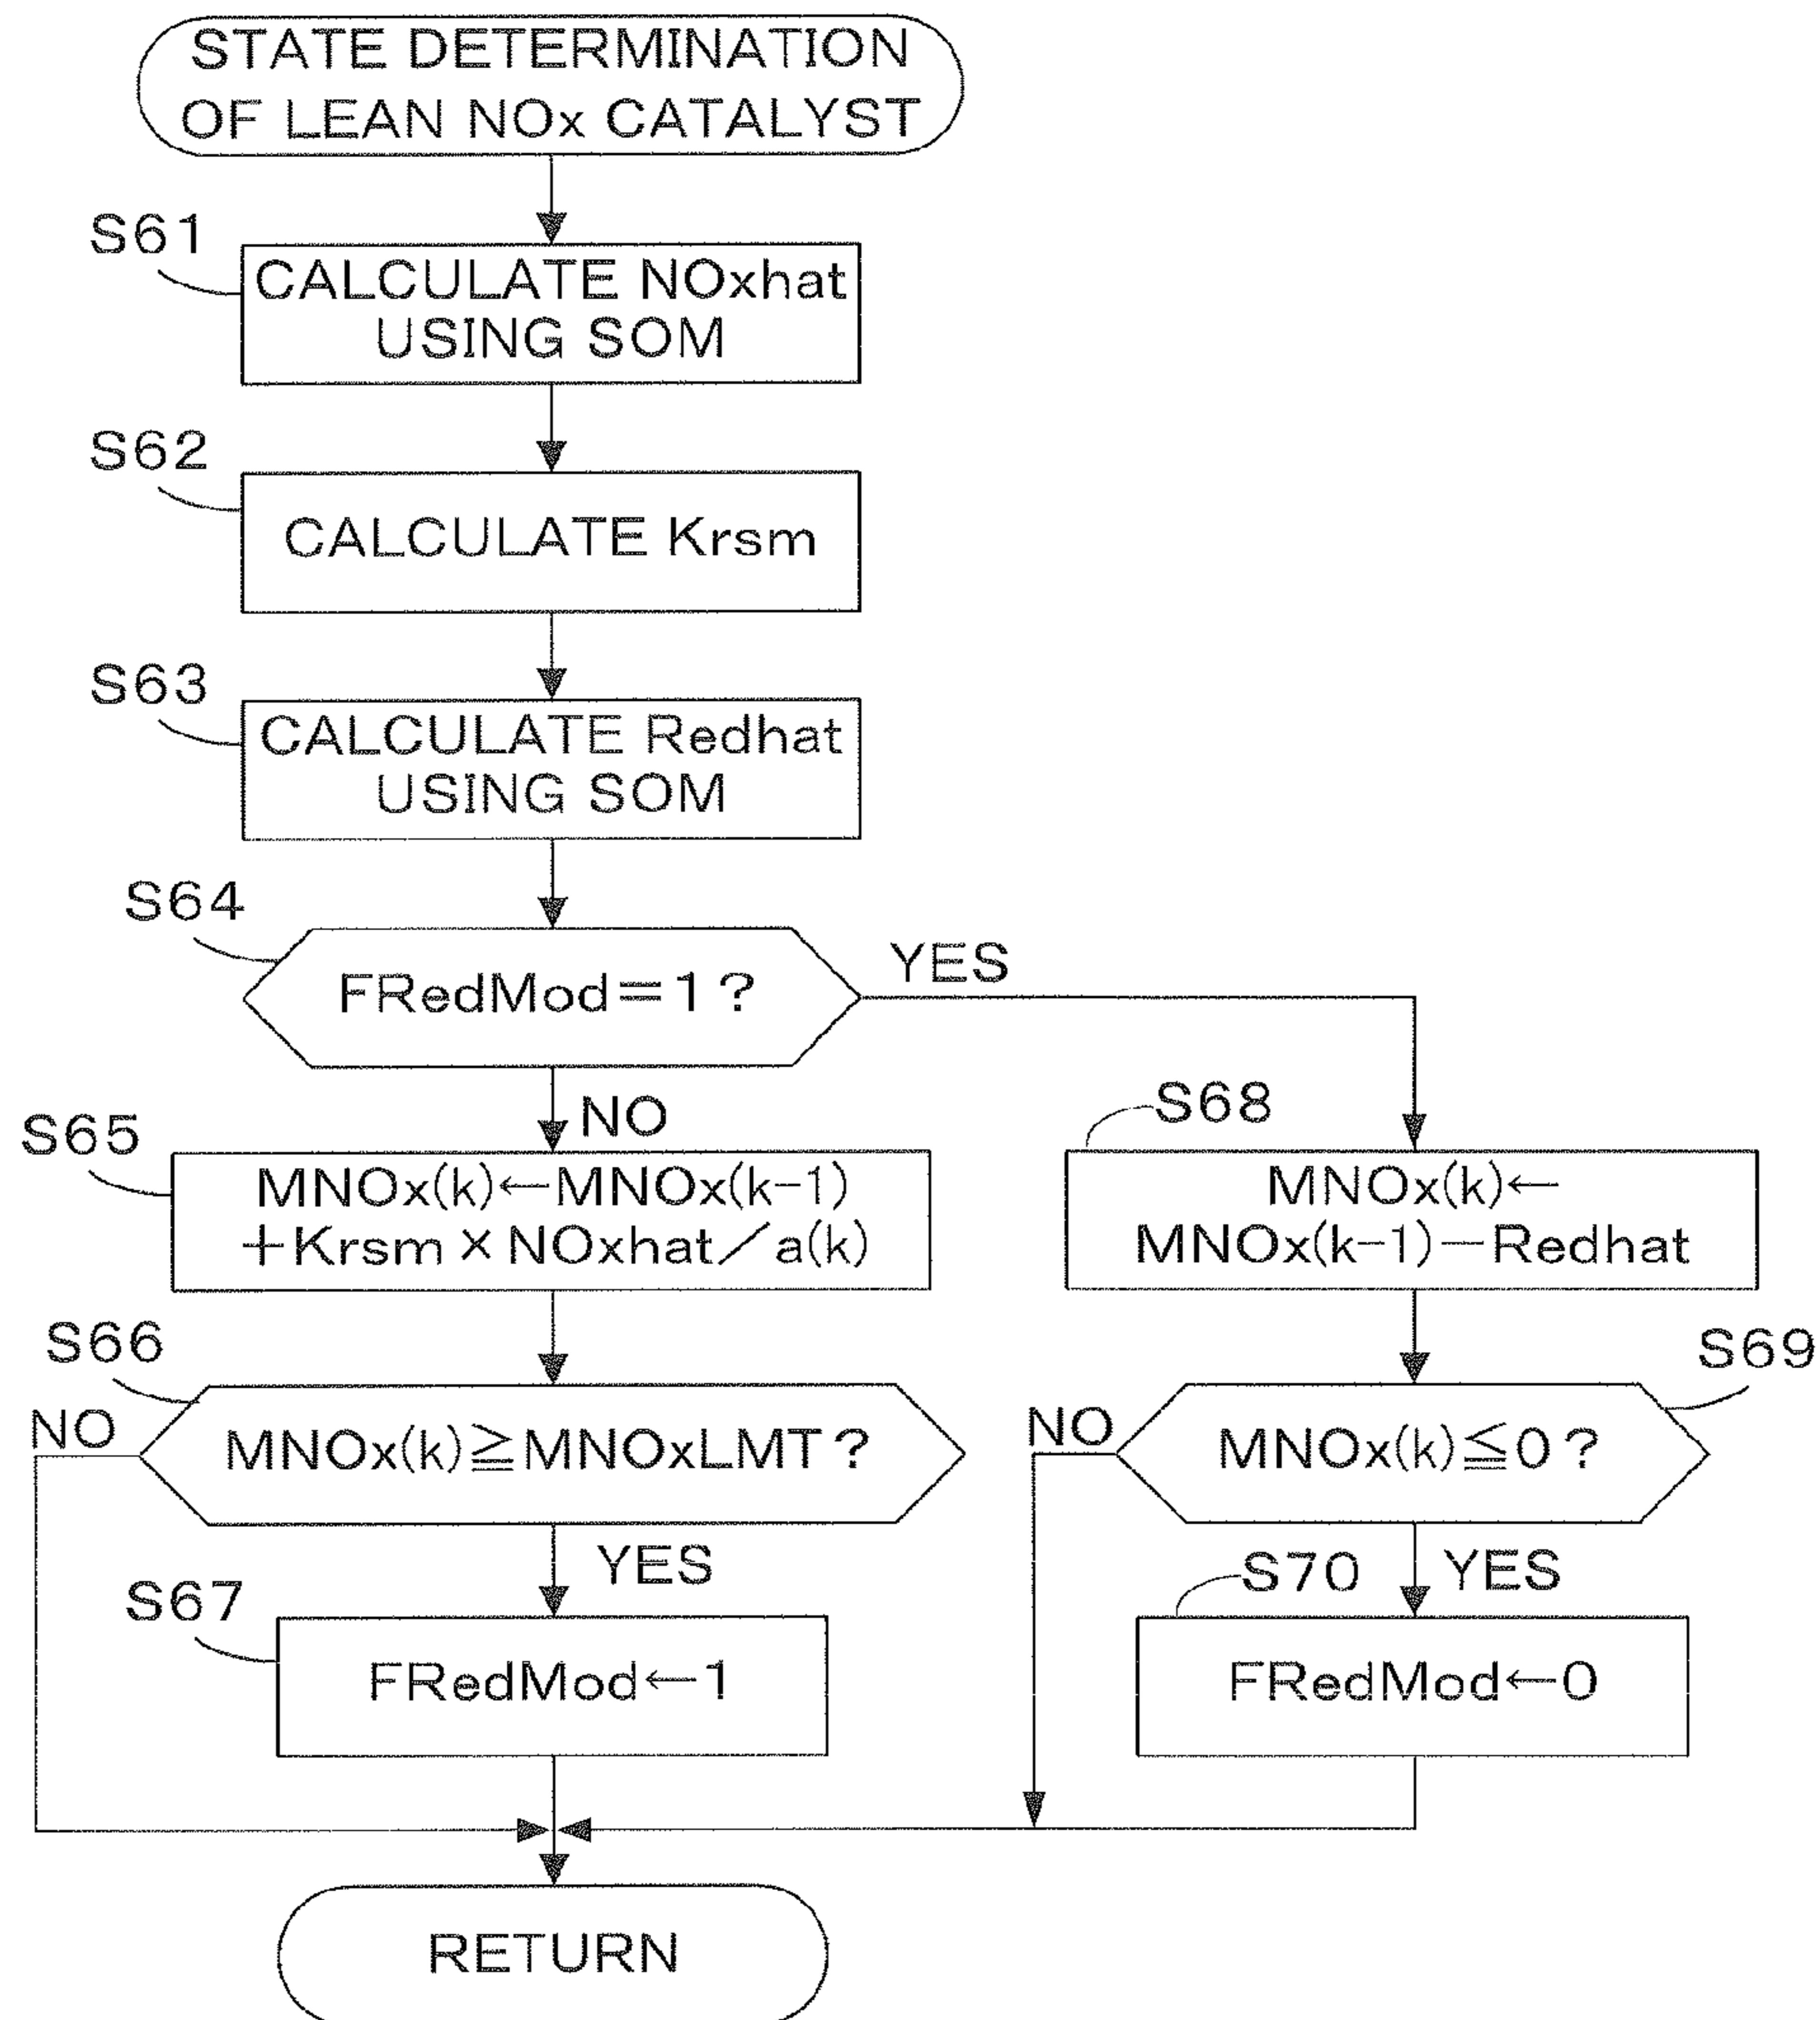 STATE DETERMINATION
OF LEAN NOx CATALYST
S61
CALCULATE NOxhat
USING SOM
S62
CALCULATE Krsm
S63
CALCULATE Redhat
USING SOM
S64
FRedMod=1?
YES
NO
S65
MNOx(k)←MNOx(k-1)
+Krsm×NOxhat/a(k)
S68
MNOx(k)←
MNOx(k-1)-Redhat
S66
NO
MNOx(k)≧MNOxLMT?
YES
S69
NO
MNOx(k)≦0?
YES
S67
FRedMod←1
S70
FRedMod←0
RETURN